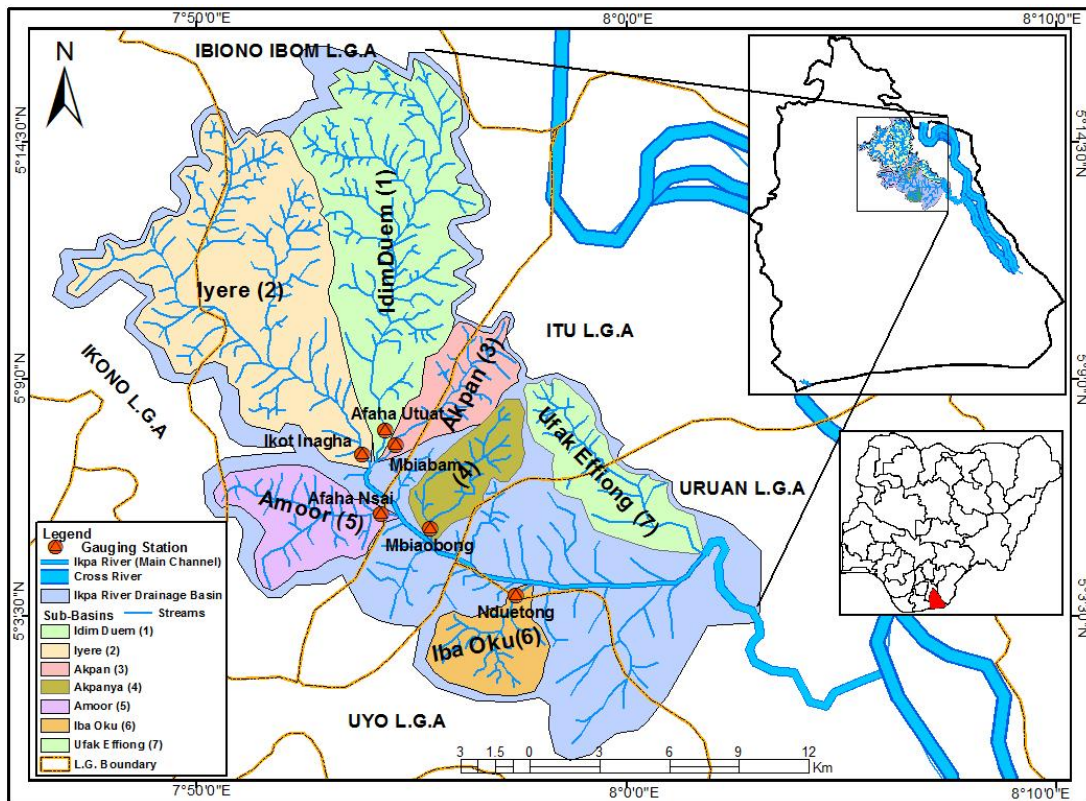 7°50'0"E
8°0'0"E
8°10'0"E
N
IBIONO IBOM L.G.A
5°14'30"N
5°14'30"N
IdimDuem (1)
Iyere (2)
ITU L.G.A
IKONO L.G.A
Akpan (3)
5°9'0"N
5°9'0"N
Afaha Utuat
Ikot Inagha
Mbiabam
(4)
Ufak Effiong (7)
URUAN L.G.A
Afaha Nsai
Amoor (5)
Mbiaobong
Nduetong
Iba Oku(6)
UYO L.G.A
5°3'30"N
5°3'30"N
Legend
Gauging Station
Ikpa River (Main Channel)
Cross River
Ikpa River Drainage Basin
Sub-Basins
Streams
Idim Duem (1)
Iyere (2)
Akpan (3)
Akpanya (4)
Amoor (5)
Iba Oku (6)
Ufak Effiong (7)
L.G. Boundary
3 1.5 0 3 6 9 12
Km
7°50'0"E
8°0'0"E
8°10'0"E